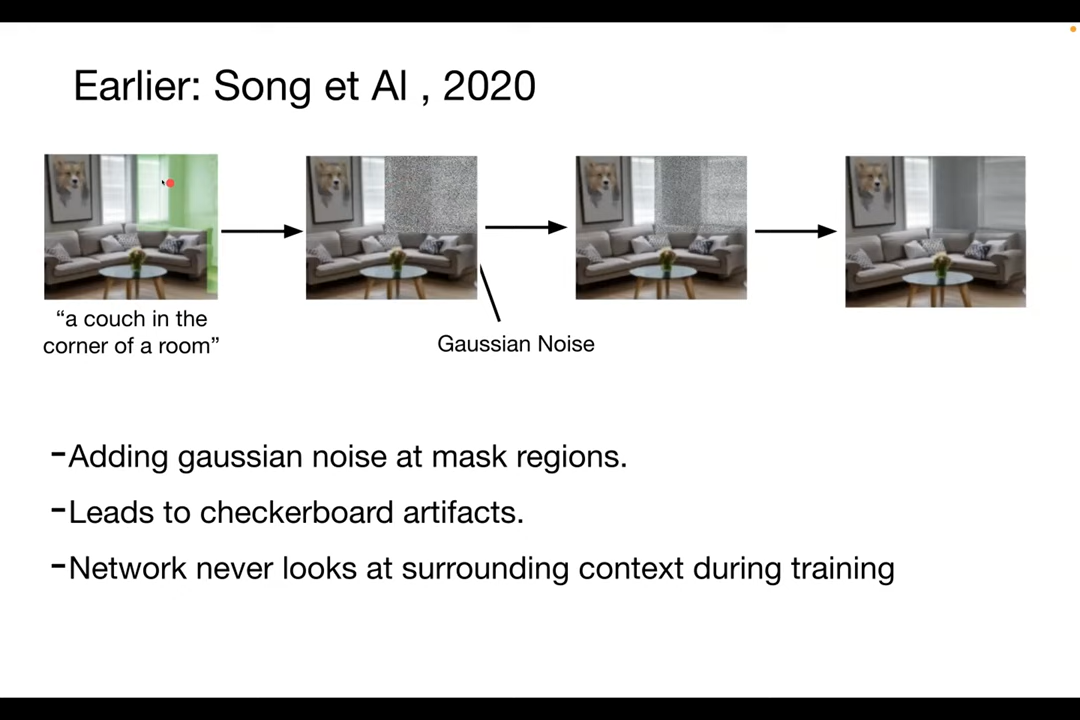 Earlier: Song et Al , 2020
“a couch in the
corner of a room”
Gaussian Noise
-Adding gaussian noise at mask regions.
-Leads to checkerboard artifacts.
-Network never looks at surrounding context during training